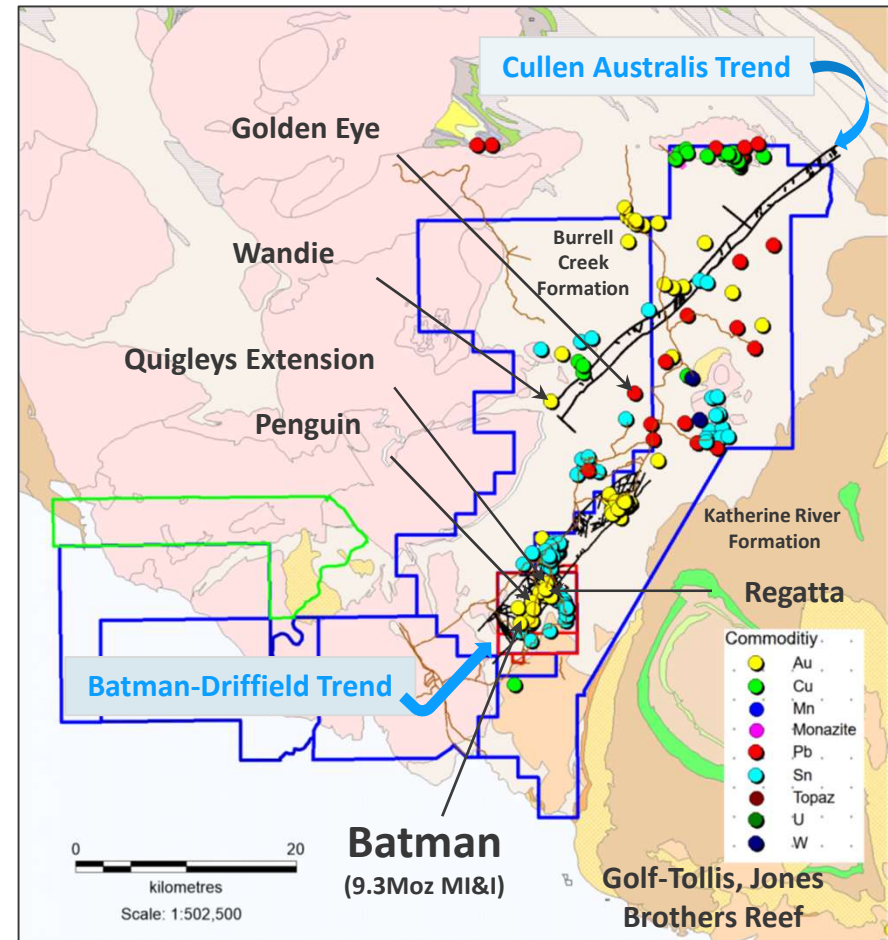 Cullen Australis Trend
Golden Eye
Wandie
Burrell
Creek
Formation
Quigleys Extension
Penguin
Katherine River
Formation
Regatta
Batman-Driffield Trend
Commoditiy
Au
Cu
Mn
Monazite
Pb
Sn
Topaz
U
W
0 20
kilometres
Scale: 1:502,500
Batman
(9.3Moz MI&I)
Golf-Tollis, Jones
Brothers Reef